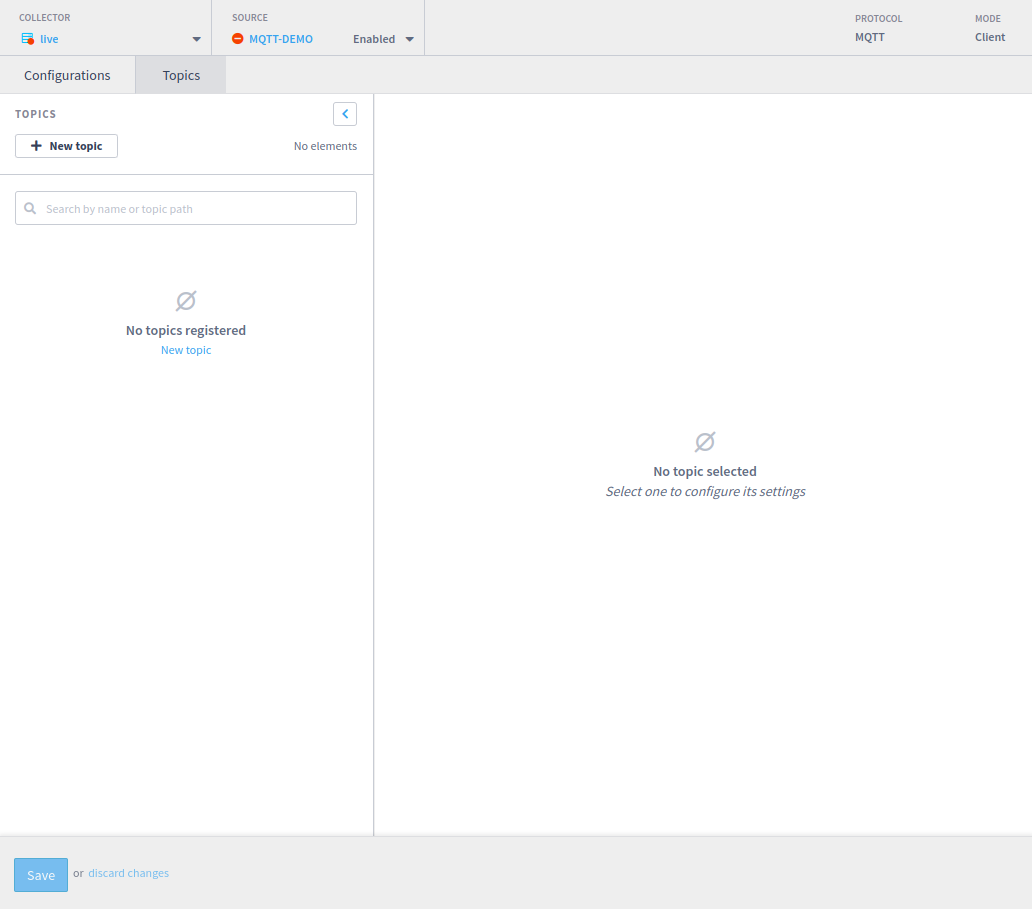 COLLECTOR
live
SOURCE
MQTT-DEMO
Enabled
PROTOCOL
MQTT
MODE
Client
Configurations
Topics
TOPICS
New topic
No elements
Search by name or topic path
No topics registered
New topic
No topic selected
Select one to configure its settings
Save or discard changes